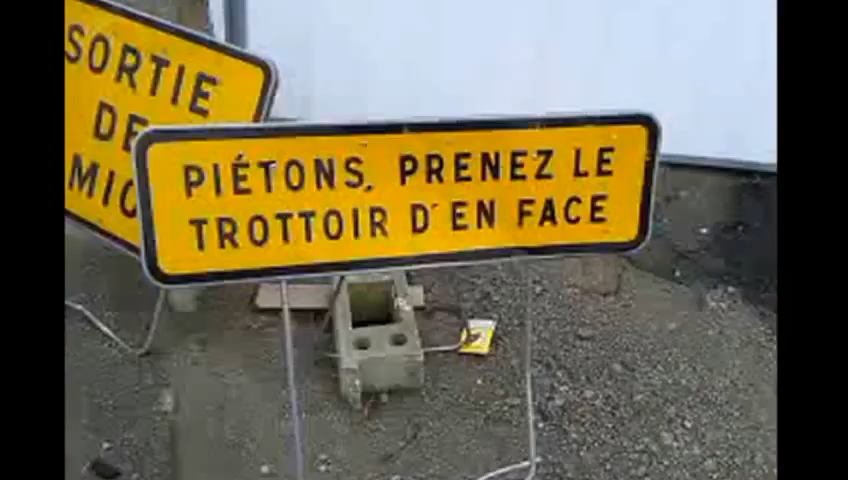 SORTIE
DE
PIÉTONS, PRENEZ LE
TROTTOIR D'EN FACE